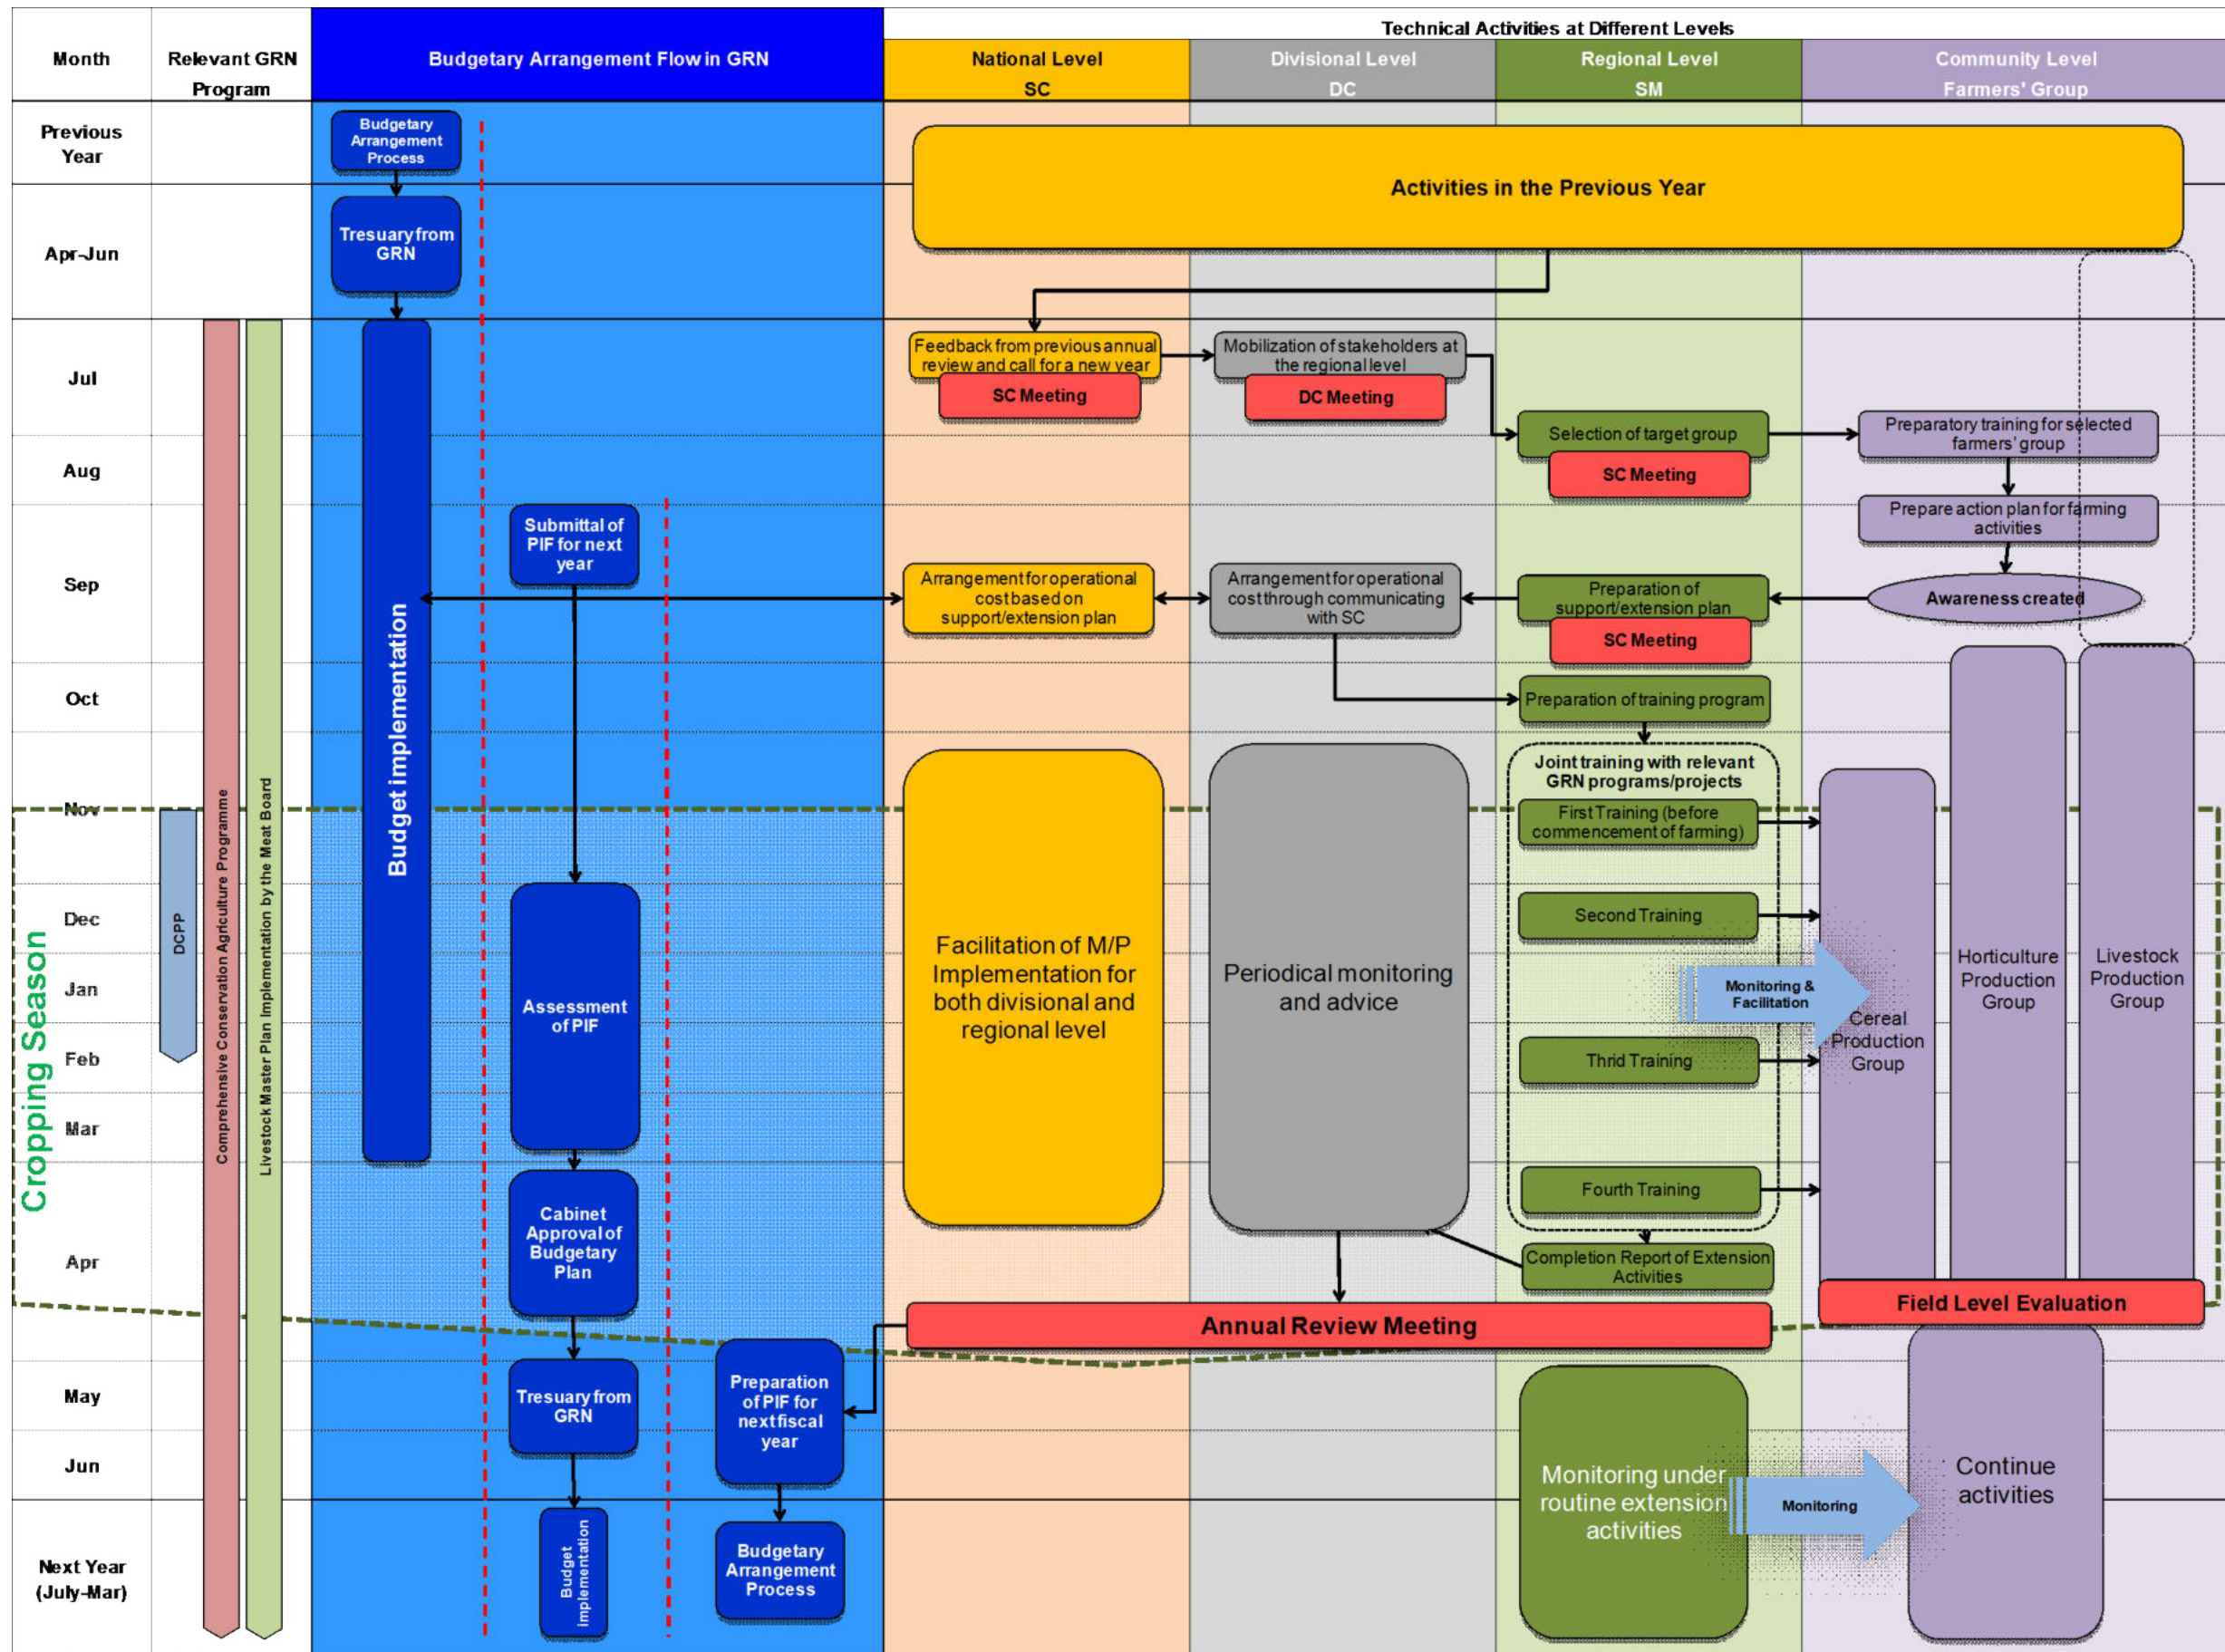 Technical Activities at Different Levels
Month
Relevant GRN
Program
Budgetary Arrangement Flow in GRN
National Level
SC
Divisional Level
DC
Regional Level
SM
Community Level
Farmers' Group
Previous
Year
Budgetary
Arrangement
Process
Activities in the Previous Year
Apr-Jun
Tresuary from
GRN
Jul
Feedback from previous annual
review and call for a new year
SC Meeting
Mobilization of stakeholders at
the regional level
DC Meeting
Selection of target group
SC Meeting
Preparatory training for selected
farmers' group
Aug
Prepare action plan for farming
activities
Submittal of
PIF for next
year
Sep
Arrangement for operational
cost based on
support/extension plan
Arrangement for operational
cost through communicating
with SC
Preparation of
support/extension plan
SC Meeting
Awareness created
Budget implementation
Oct
Preparation of training program
Joint training with relevant
GRN programs/projects
Nov
First Training (before
commencement of farming)
Cropping Season
DCPP
Comprehensive Conservation Agriculture Programme
Livestock Master Plan Implementation by the Meat Board
Dec
Second Training
Facilitation of M/P
Implementation for
both divisional and
regional level
Periodical monitoring
and advice
Horticulture
Production
Group
Livestock
Production
Group
Jan
Assessment
of PIF
Monitoring &
Facilitation
Cereal
Production
Group
Feb
Thrid Training
Mar
Fourth Training
Cabinet
Approval of
Budgetary
Plan
Apr
Completion Report of Extension
Activities
Annual Review Meeting
Field Level Evaluation
May
Tresuary from
GRN
Preparation
of PIF for
next fiscal
year
Jun
Monitoring under
routine extension
activities
Monitoring
Continue
activities
Next Year
(July-Mar)
Budget
implementation
Budgetary
Arrangement
Process